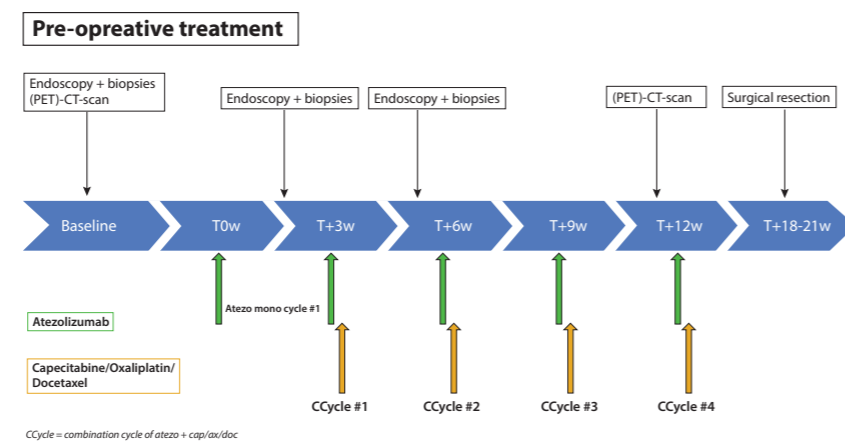 Pre-opreative treatment
Endoscopy + biopsies
(PET)-CT-scan
Endoscopy + biopsies
Endoscopy + biopsies
(PET)-CT-scan
Surgical resection
Baseline
T0w
T+3w
T+6w
T+9w
T+12w
T+18-21w
Atezo mono cycle #1
Atezolizumab
Capecitabine/Oxaliplatin/
Docetaxel
CCycle #1
CCycle #2
CCycle #3
CCycle #4
CCycle = combination cycle of atezo + cap/ax/doc